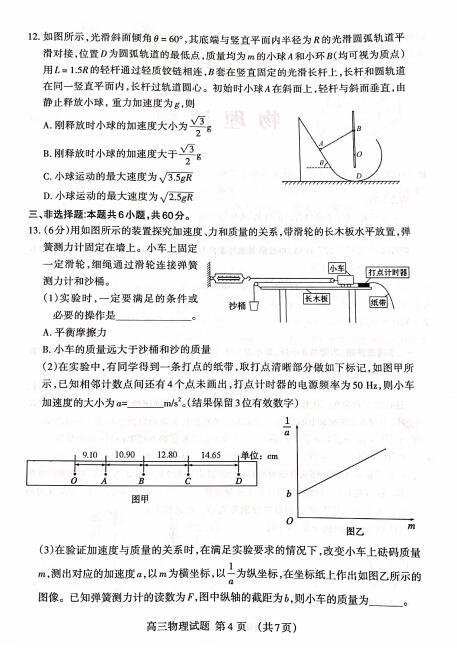 12. 如图所示,光滑斜面倾角θ=60°,其底端与竖直平面内半径为R的光滑圆弧轨道平
滑对接,位置D为圆弧轨道的最低点,质量均为m的小球A和小环B(均可视为质点)
用L=1.5R的轻杆通过轻质铰链相连,B套在竖直固定的光滑长杆上,长杆和圆轨道
在同一竖直平面内,长杆过轨道圆心。初始时小球A在斜面上,轻杆与斜面垂直,由
静止释放小球,重力加速度为g,则
A. 刚释放时小球的加速度大小为√3/2 g
B. 刚释放时小球的加速度大于√3/2 g
C. 小球运动的最大速度为√3.5gR
D. 小球运动的最大速度为√2.5gR
A
B
θ
O
D
三、非选择题:本题共6小题,共60分。
13. (6分)用如图所示的装置探究加速度、力和质量的关系,带滑轮的长木板水平放置,弹
簧测力计固定在墙上。小车上固定
一定滑轮,细绳通过滑轮连接弹簧
测力计和沙桶。
小车
打点计时器
沙桶
长木板
纸带
(1)实验时,一定要满足的条件或
必要的操作是____________。
A. 平衡摩擦力
B. 小车的质量远大于沙桶和沙的质量
(2)在实验中,有同学得到一条打点的纸带,取打点清晰部分做如下标记,如图甲所
示,已知相邻计数点间还有4个点未画出,打点计时器的电源频率为50 Hz,则小车
加速度的大小为a=______m/s²。(结果保留3位有效数字)
9.10 10.90 12.80 14.65 单位:cm
O A B C D
图甲
1/a
b
O
m
图乙
(3)在验证加速度与质量的关系时,在满足实验要求的情况下,改变小车上砝码质量
m,测出对应的加速度a,以m为横坐标,以1/a为纵坐标,在坐标纸上作出如图乙所示的
图像。已知弹簧测力计的读数为F,图中纵轴的截距为b,则小车的质量为______。
高三物理试题 第4页 (共7页)